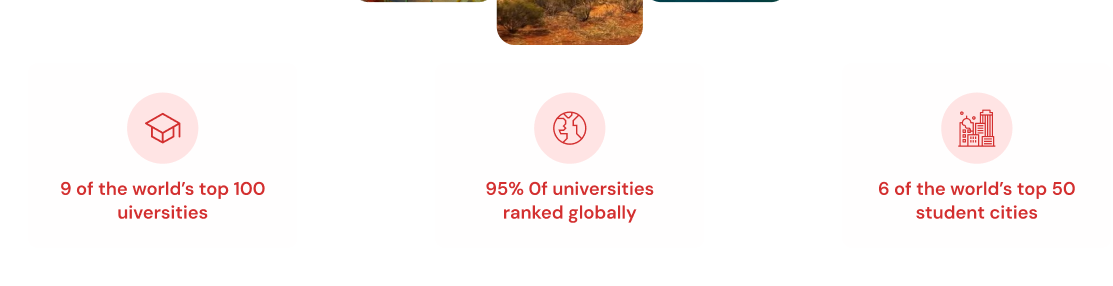 9 of the world’s top 100
uiversities
95% 0f universities
ranked globally
6 of the world’s top 50
student cities